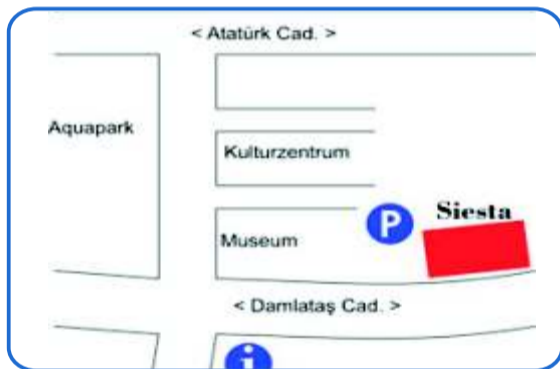 < Atatürk Cad. >
Aquapark
Kulturzentrum
Siesta
P
Museum
< Damlataş Cad. >
i